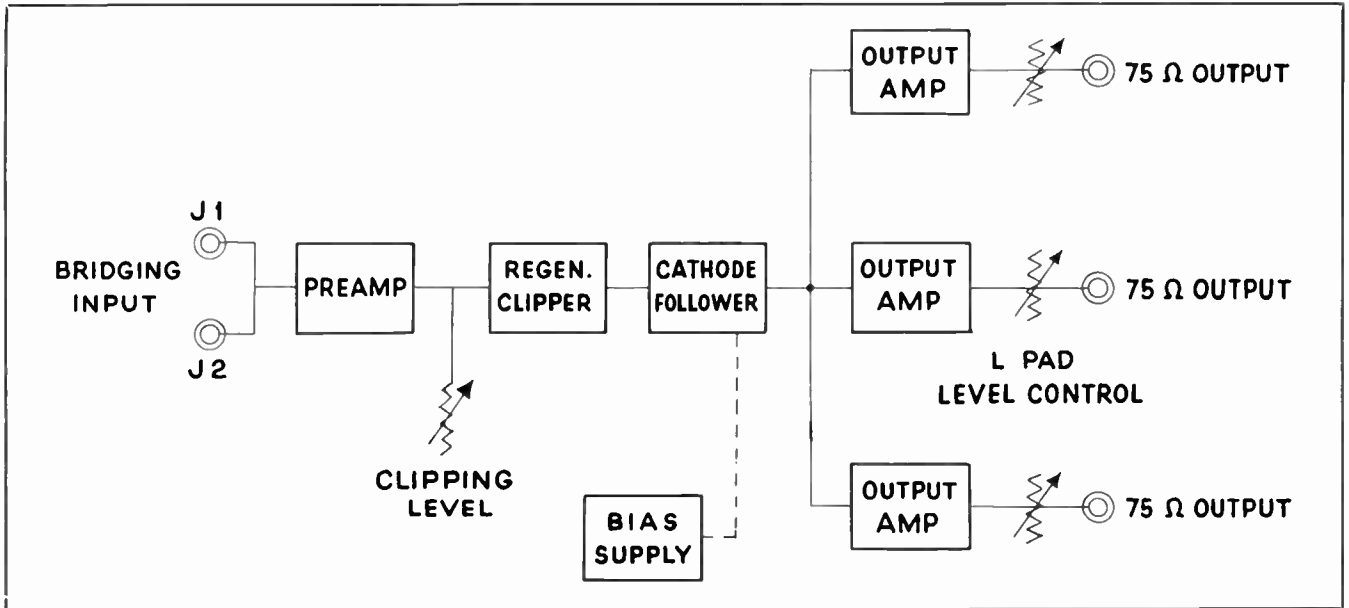 OUTPUT
AMP
75 Ω OUTPUT
J1
BRIDGING
INPUT
J2
PREAMP
REGEN.
CLIPPER
CATHODE
FOLLOWER
OUTPUT
AMP
75 Ω OUTPUT
L PAD
LEVEL CONTROL
CLIPPING
LEVEL
BIAS
SUPPLY
OUTPUT
AMP
75 Ω OUTPUT